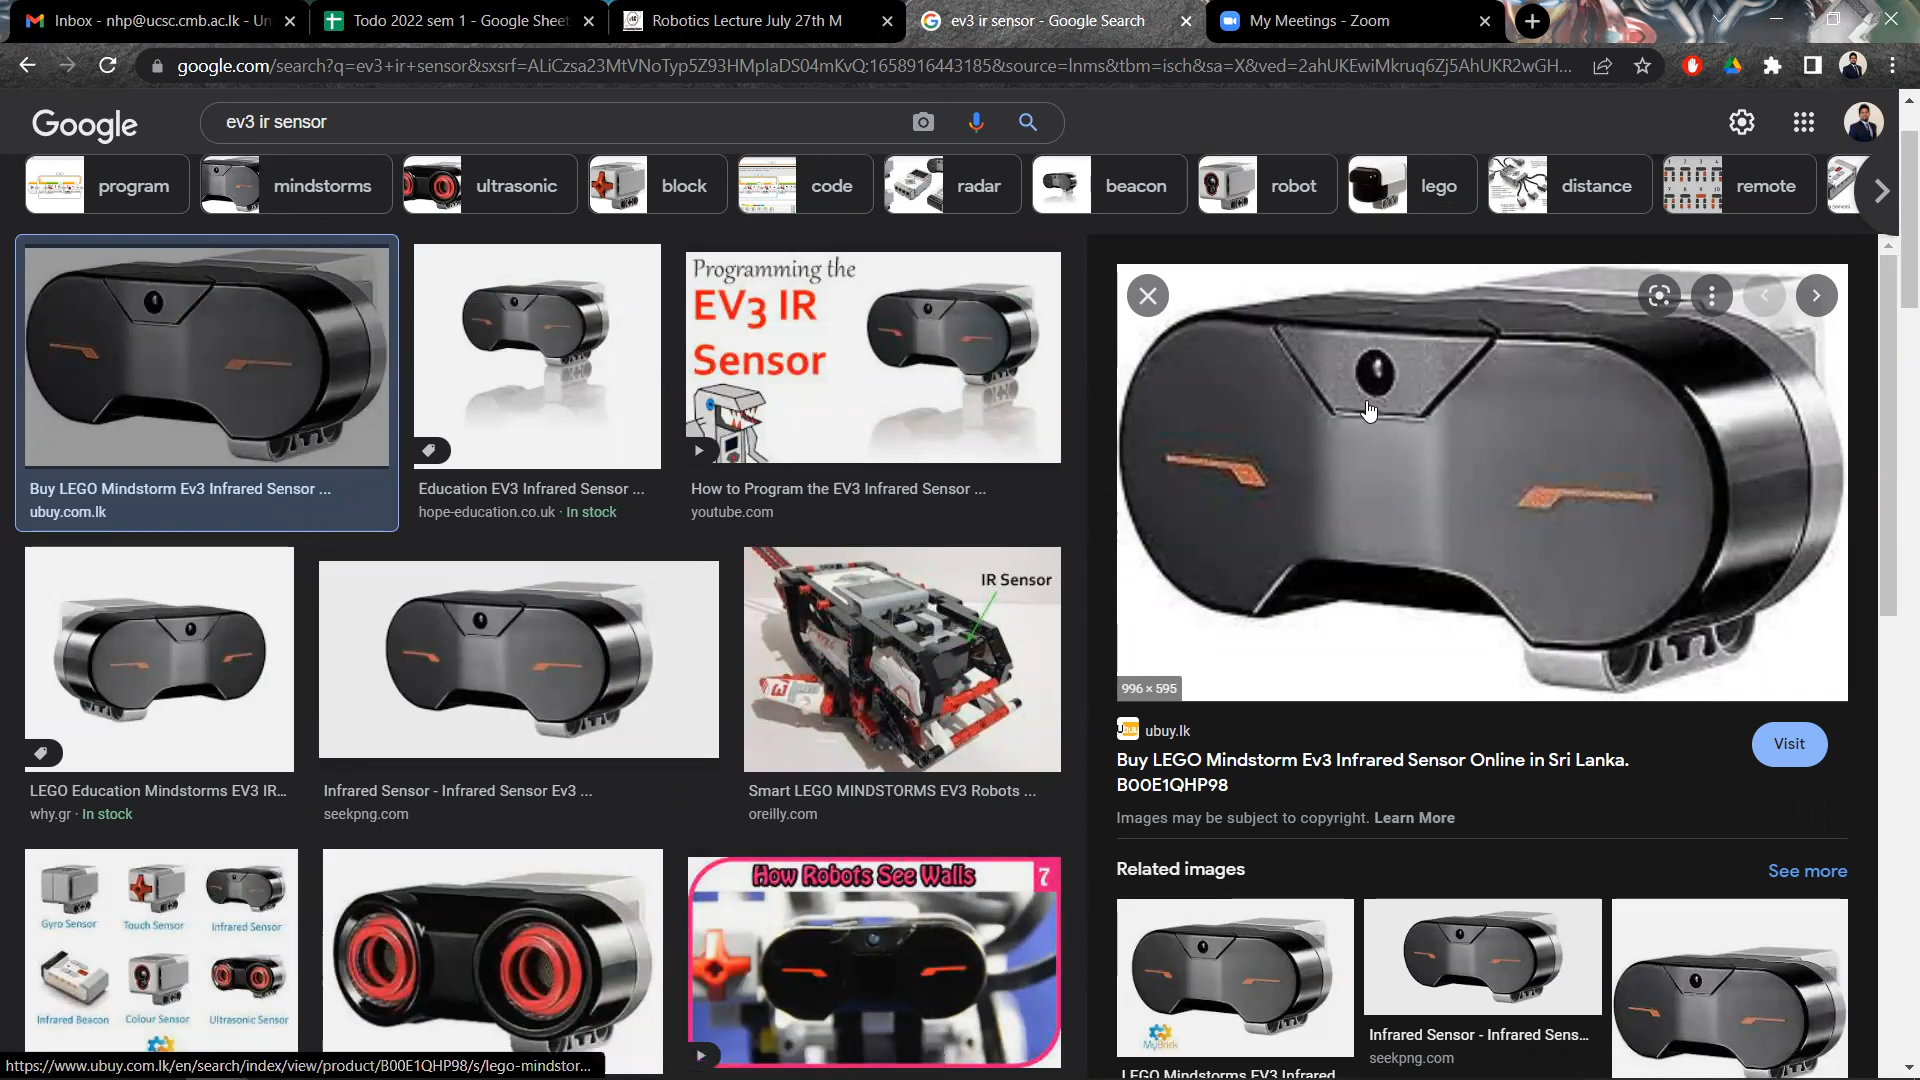 Inbox - nhp@ucsc.cmb.ac.lk - Un
Todo 2022 sem 1 - Google Sheet
Robotics Lecture July 27th M
ev3 ir sensor - Google Search
My Meetings - Zoom
google.com/search?q=ev3+ir+sensor&sxsrf=ALiCzsa23MtVNoTyp5Z93HMpIaDS04mKvQ:1658916443185&source=lnms&tbm=isch&sa=X&ved=2ahUKEwiMkruq6Zj5AhUKR2wGH...
Google
ev3 ir sensor
program
mindstorms
ultrasonic
block
code
radar
beacon
robot
lego
distance
remote
Programming the
EV3 IR
Sensor
Buy LEGO Mindstorm Ev3 Infrared Sensor ...
ubuy.com.lk
Education EV3 Infrared Sensor ...
hope-education.co.uk · In stock
How to Program the EV3 Infrared Sensor ...
youtube.com
IR Sensor
LEGO Education Mindstorms EV3 IR...
why.gr · In stock
Infrared Sensor - Infrared Sensor Ev3 ...
seekpng.com
Smart LEGO MINDSTORMS EV3 Robots ...
oreilly.com
Gyro Sensor
Touch Sensor
Infrared Sensor
Infrared Beacon
Colour Sensor
Ultrasonic Sensor
How Robots See Walls
7
https://www.ubuy.com.lk/en/search/index/view/product/B00E1QHP98/s/lego-mindstor...
996 × 595
ubuy.lk
Buy LEGO Mindstorm Ev3 Infrared Sensor Online in Sri Lanka.
B00E1QHP98
Visit
Images may be subject to copyright. Learn More
Related images
See more
MyBrick
LEGO Mindstorms EV3 Infrared
Infrared Sensor - Infrared Sens...
seekpng.com